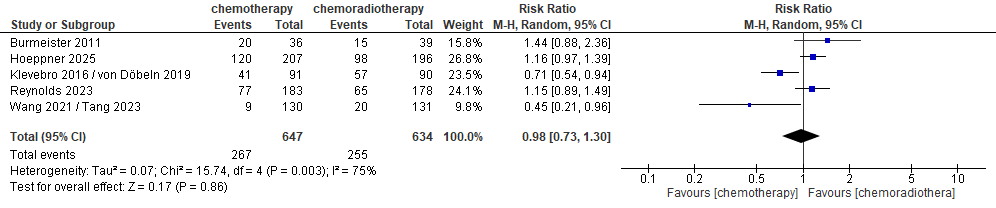 chemotherapy chemoradiotherapy Risk Ratio Risk Ratio
Study or Subgroup Events Total Events Total Weight M-H, Random, 95% CI M-H, Random, 95% CI
Burmeister 2011 20 36 15 39 15.8% 1.44 [0.88, 2.36]
Hoeppner 2025 120 207 98 196 26.8% 1.16 [0.97, 1.39]
Klevebro 2016 / von Döbeln 2019 41 91 57 90 23.5% 0.71 [0.54, 0.94]
Reynolds 2023 77 183 65 178 24.1% 1.15 [0.89, 1.49]
Wang 2021 / Tang 2023 9 130 20 131 9.8% 0.45 [0.21, 0.96]
Total (95% CI) 647 634 100.0% 0.98 [0.73, 1.30]
Total events 267 255
Heterogeneity: Tau² = 0.07; Chi² = 15.74, df = 4 (P = 0.003); I² = 75%
Test for overall effect: Z = 0.17 (P = 0.86)
0.1 0.2 0.5 1 2 5 10
Favours [chemotherapy] Favours [chemoradiothera]